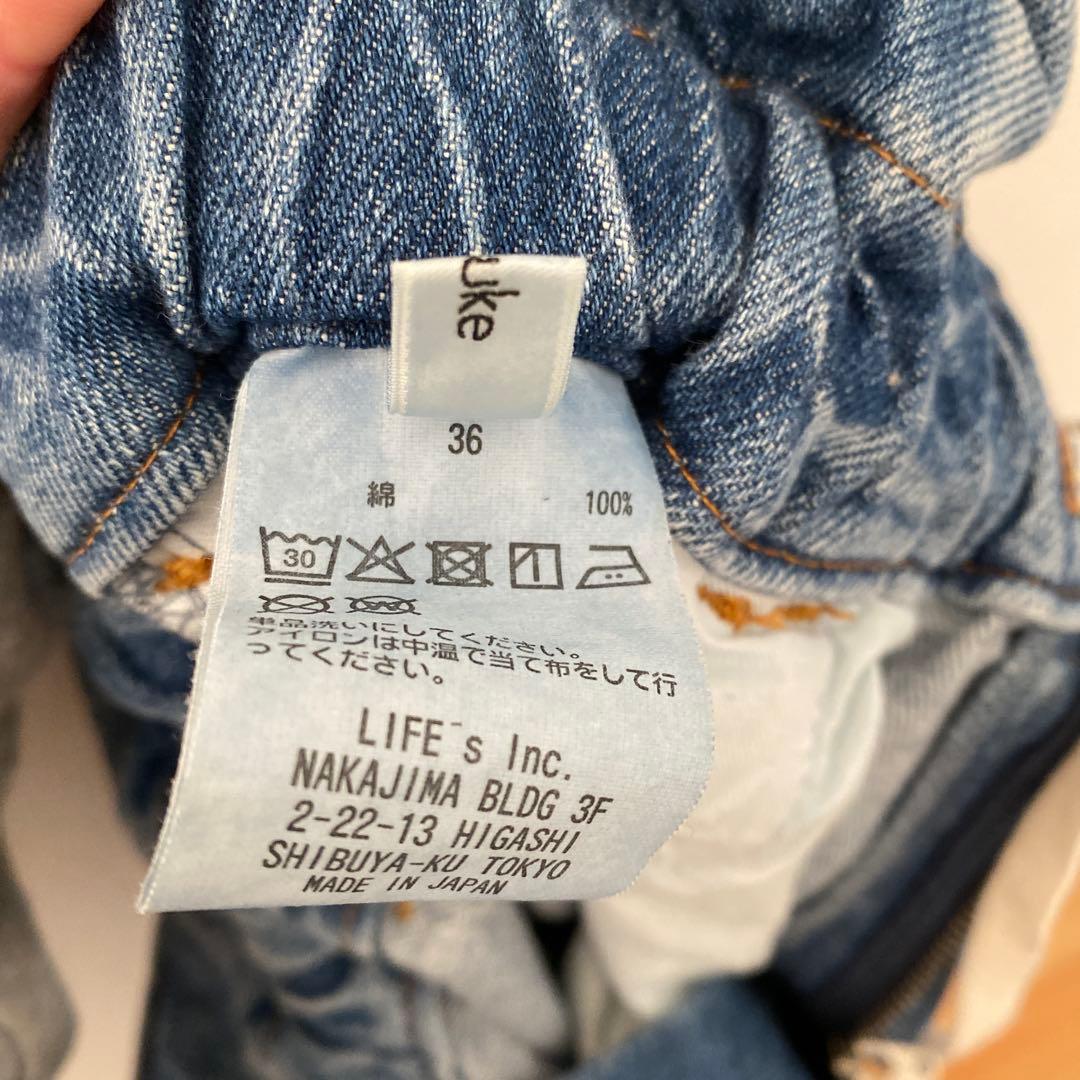 uke
36
綿 100%
30
単品洗いにしてください。
アイロンは中温で当て布をして行
ってください。
LIFE´s Inc.
NAKAJIMA BLDG 3F
2-22-13 HIGASHI
SHIBUYA-KU TOKYO
MADE IN JAPAN